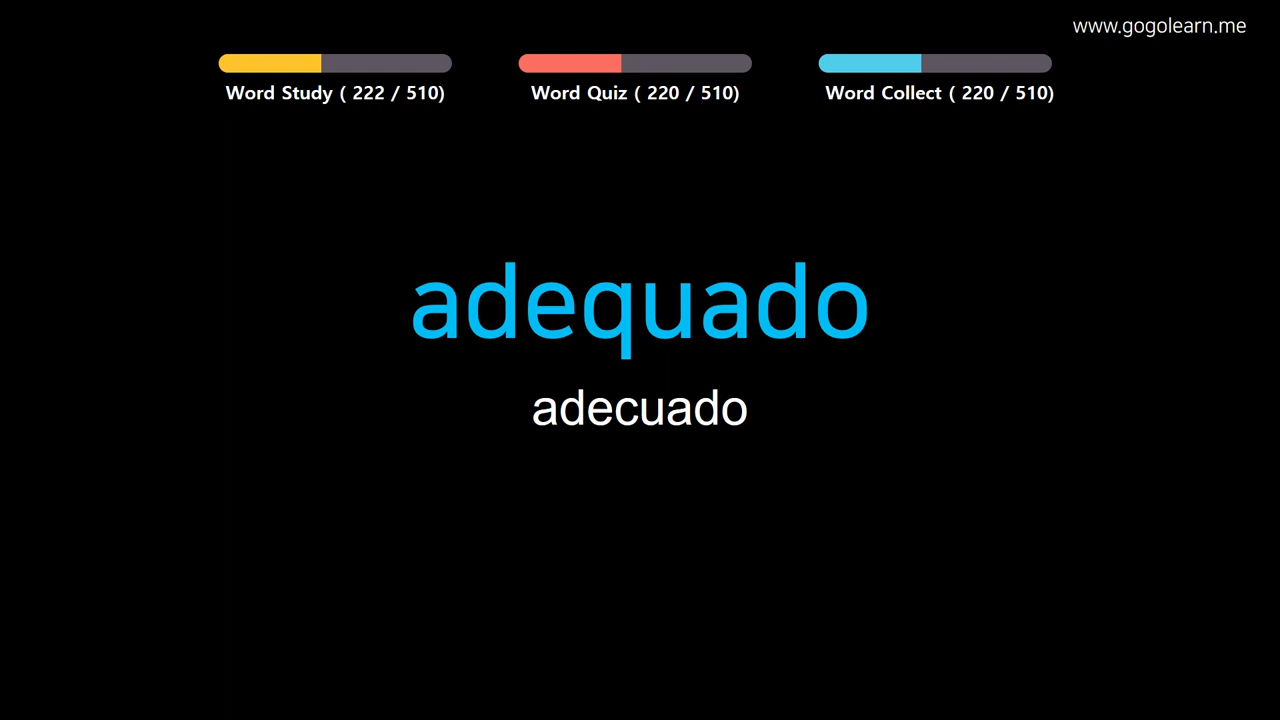 www.gogolearn.me
Word Study ( 222 / 510)
Word Quiz ( 220 / 510)
Word Collect ( 220 / 510)
adequado
adecuado